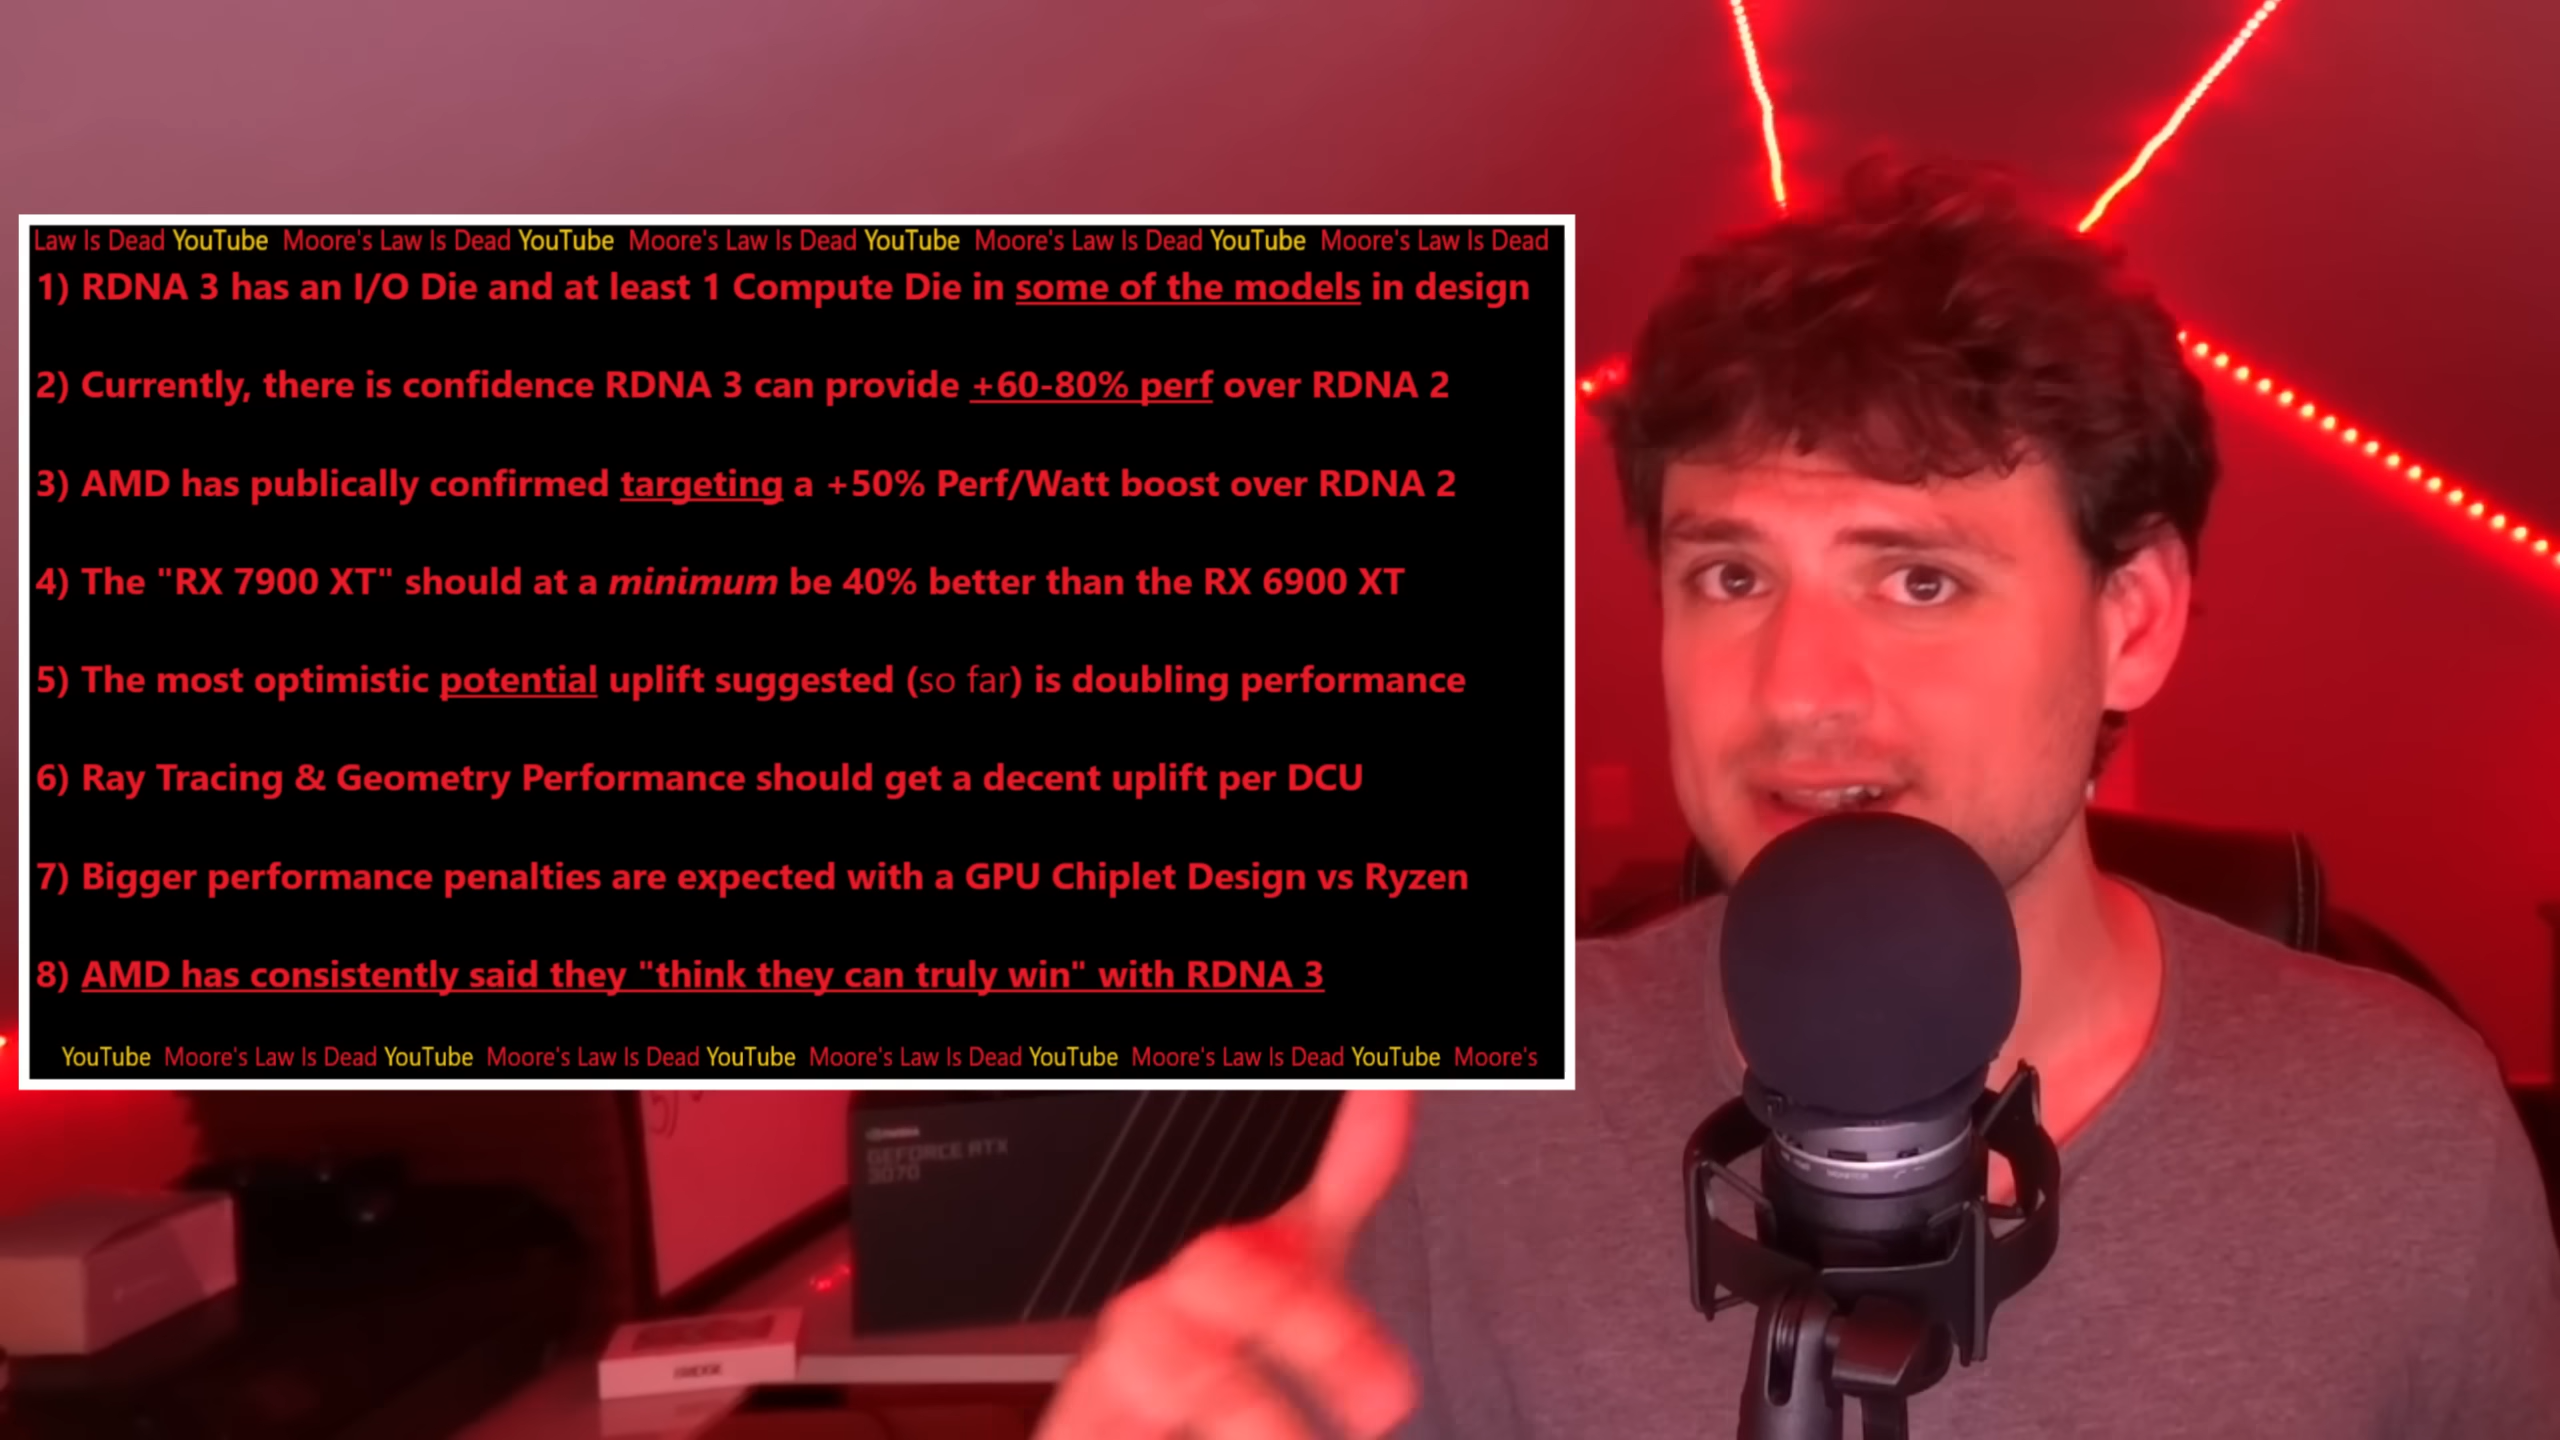 Law Is Dead YouTube Moore's Law Is Dead YouTube Moore's Law Is Dead YouTube Moore's Law Is Dead YouTube Moore's Law Is Dead
1) RDNA 3 has an I/O Die and at least 1 Compute Die in some of the models in design
2) Currently, there is confidence RDNA 3 can provide +60-80% perf over RDNA 2
3) AMD has publically confirmed targeting a +50% Perf/Watt boost over RDNA 2
4) The "RX 7900 XT" should at a minimum be 40% better than the RX 6900 XT
5) The most optimistic potential uplift suggested (so far) is doubling performance
6) Ray Tracing & Geometry Performance should get a decent uplift per DCU
7) Bigger performance penalties are expected with a GPU Chiplet Design vs Ryzen
8) AMD has consistently said they "think they can truly win" with RDNA 3
YouTube Moore's Law Is Dead YouTube Moore's Law Is Dead YouTube Moore's Law Is Dead YouTube Moore's Law Is Dead YouTube Moore's
GEFORCE RTX
3070